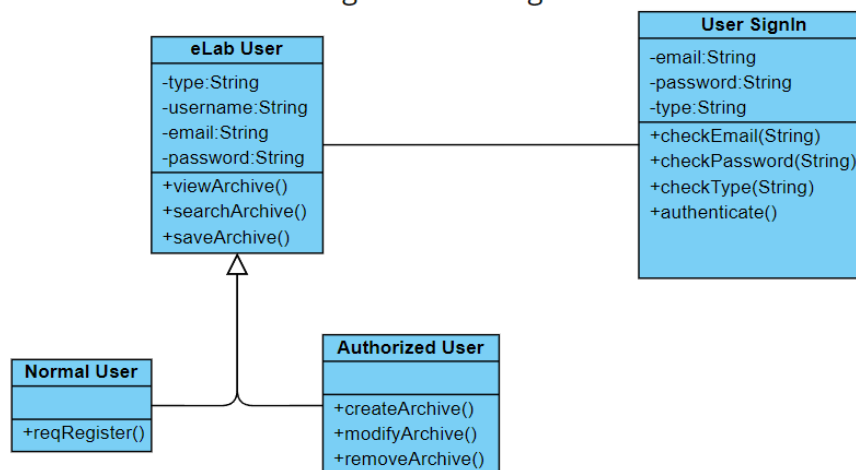 eLab User
-type:String
-username:String
-email:String
-password:String
+viewArchive()
+searchArchive()
+saveArchive()
User SignIn
-email:String
-password:String
-type:String
+checkEmail(String)
+checkPassword(String)
+checkType(String)
+authenticate()
Normal User
+reqRegister()
Authorized User
+createArchive()
+modifyArchive()
+removeArchive()